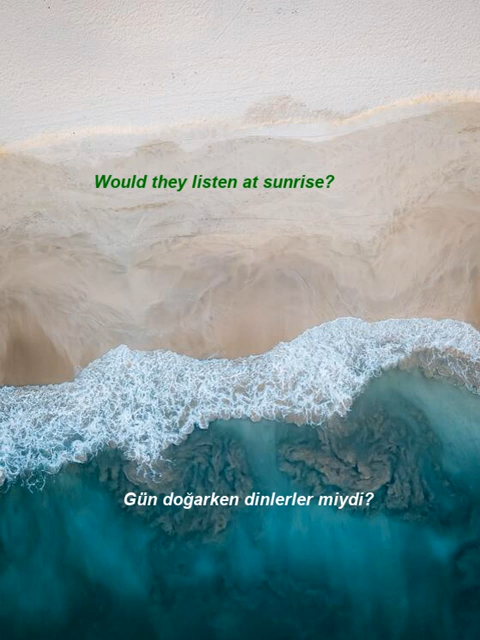 Would they listen at sunrise?
Gün doğarken dinlerler miydi?